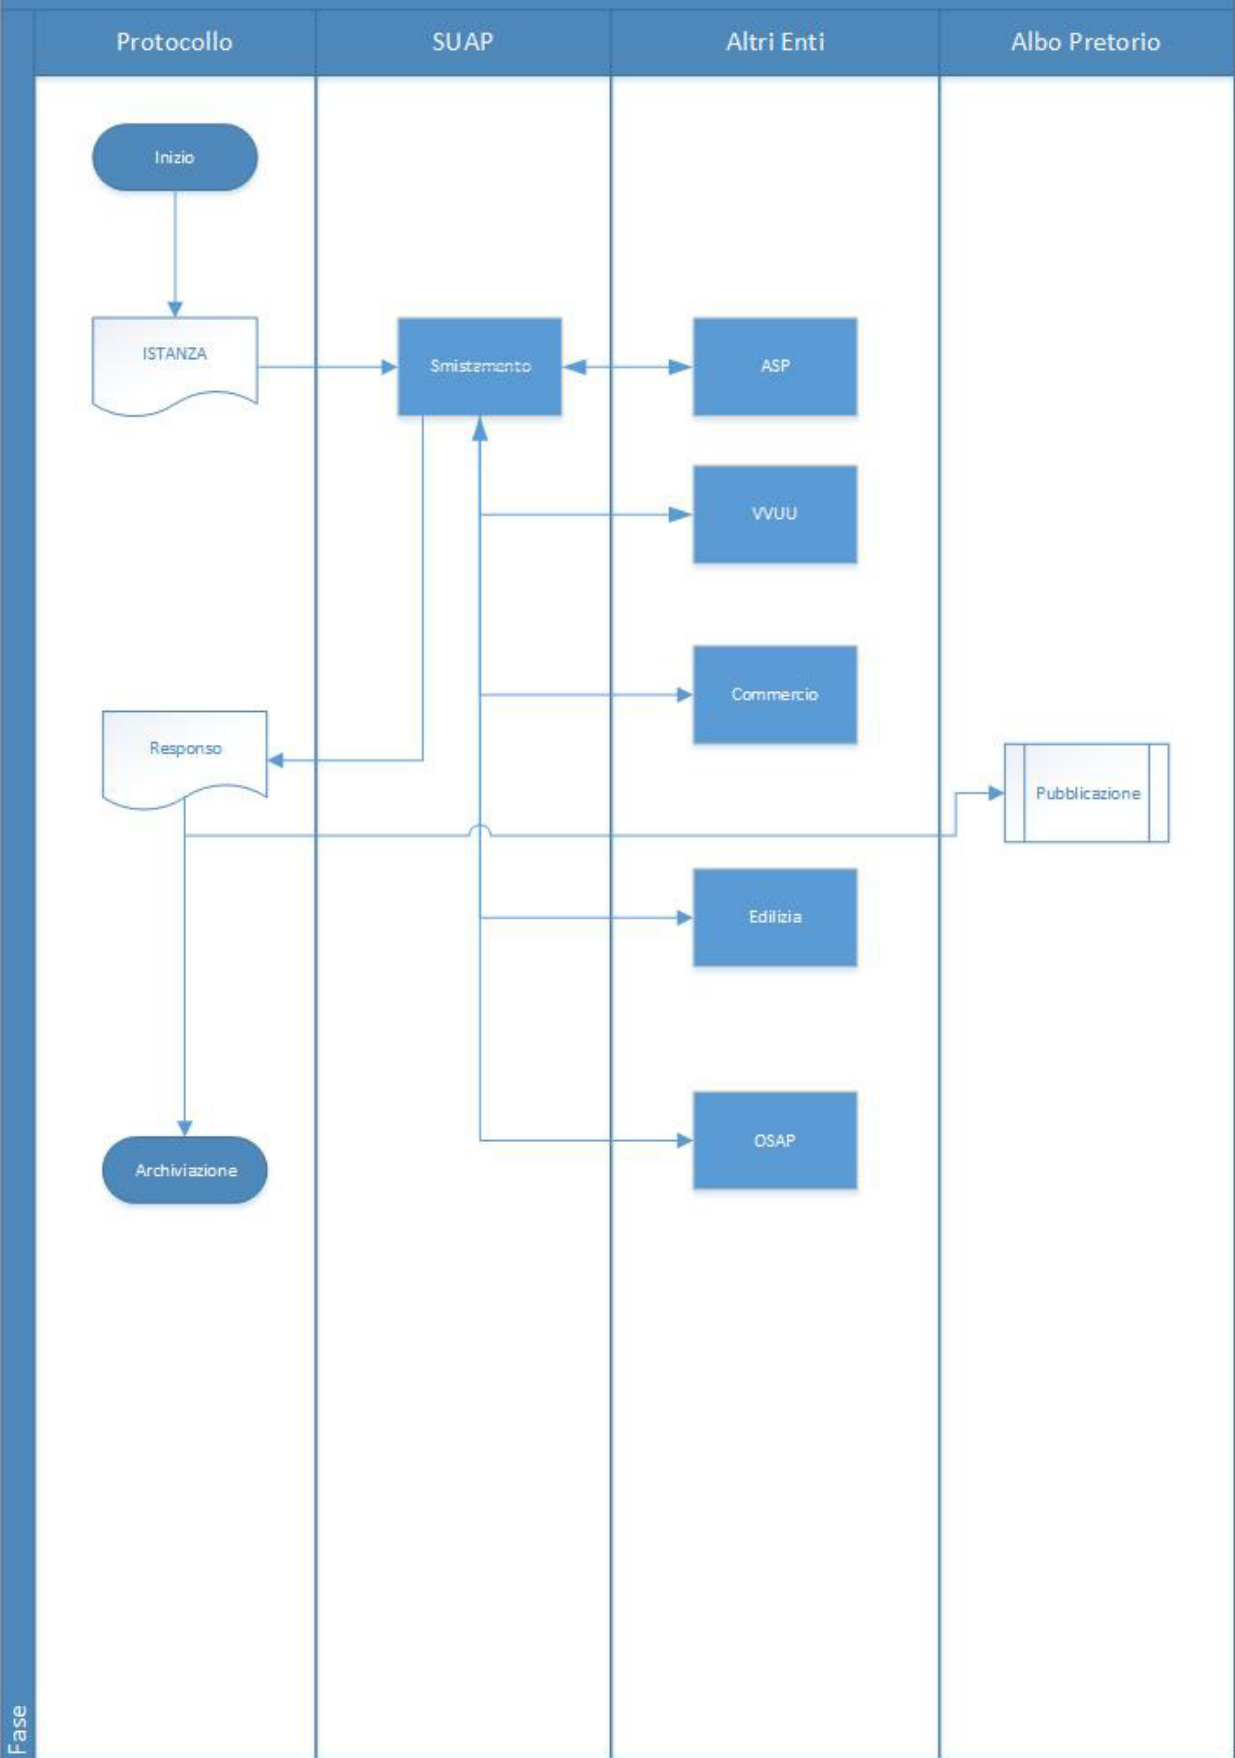 Protocollo
SUAP
Altri Enti
Albo Pretorio
Inizio
ISTANZA
Smistamento
ASP
VVUU
Commercio
Responso
Pubblicazione
Edilizia
OSAP
Archiviazione
Fase